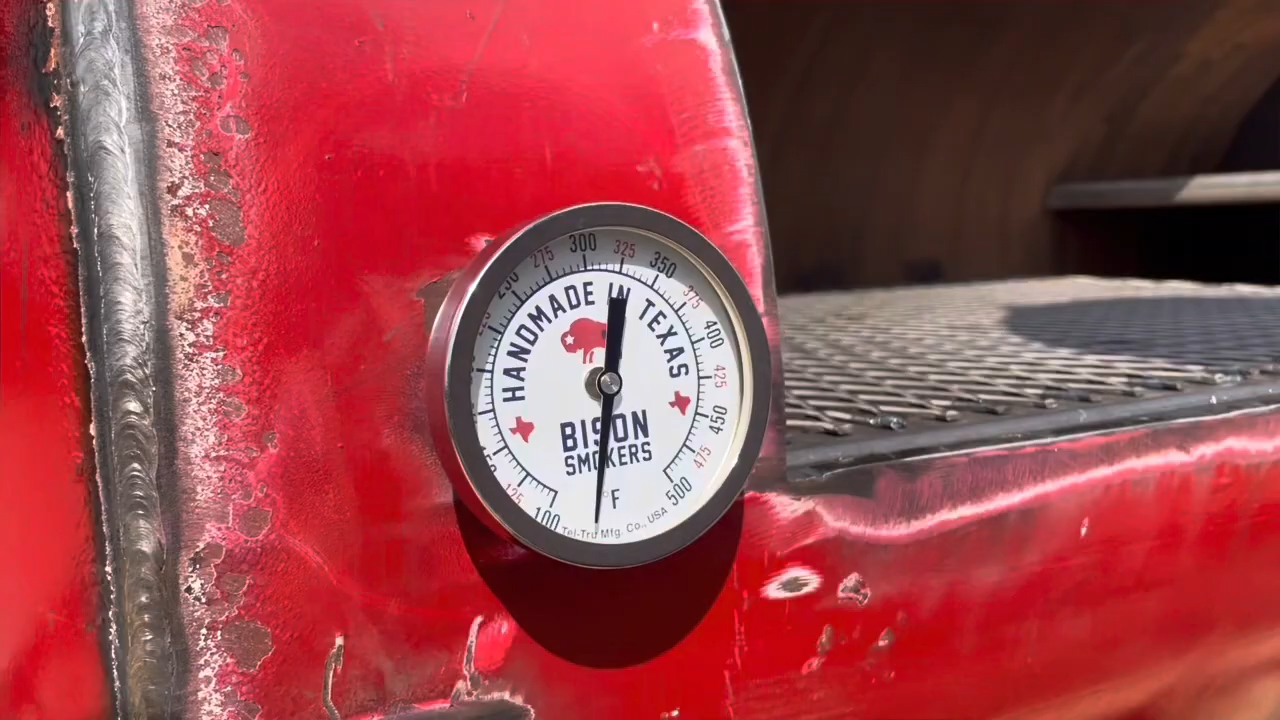 300
325
275
350
375
400
425
450
475
500
125
100
HANDMADE IN TEXAS
BISON
SMOKERS
°F
Tel-Tru Mfg. Co., USA